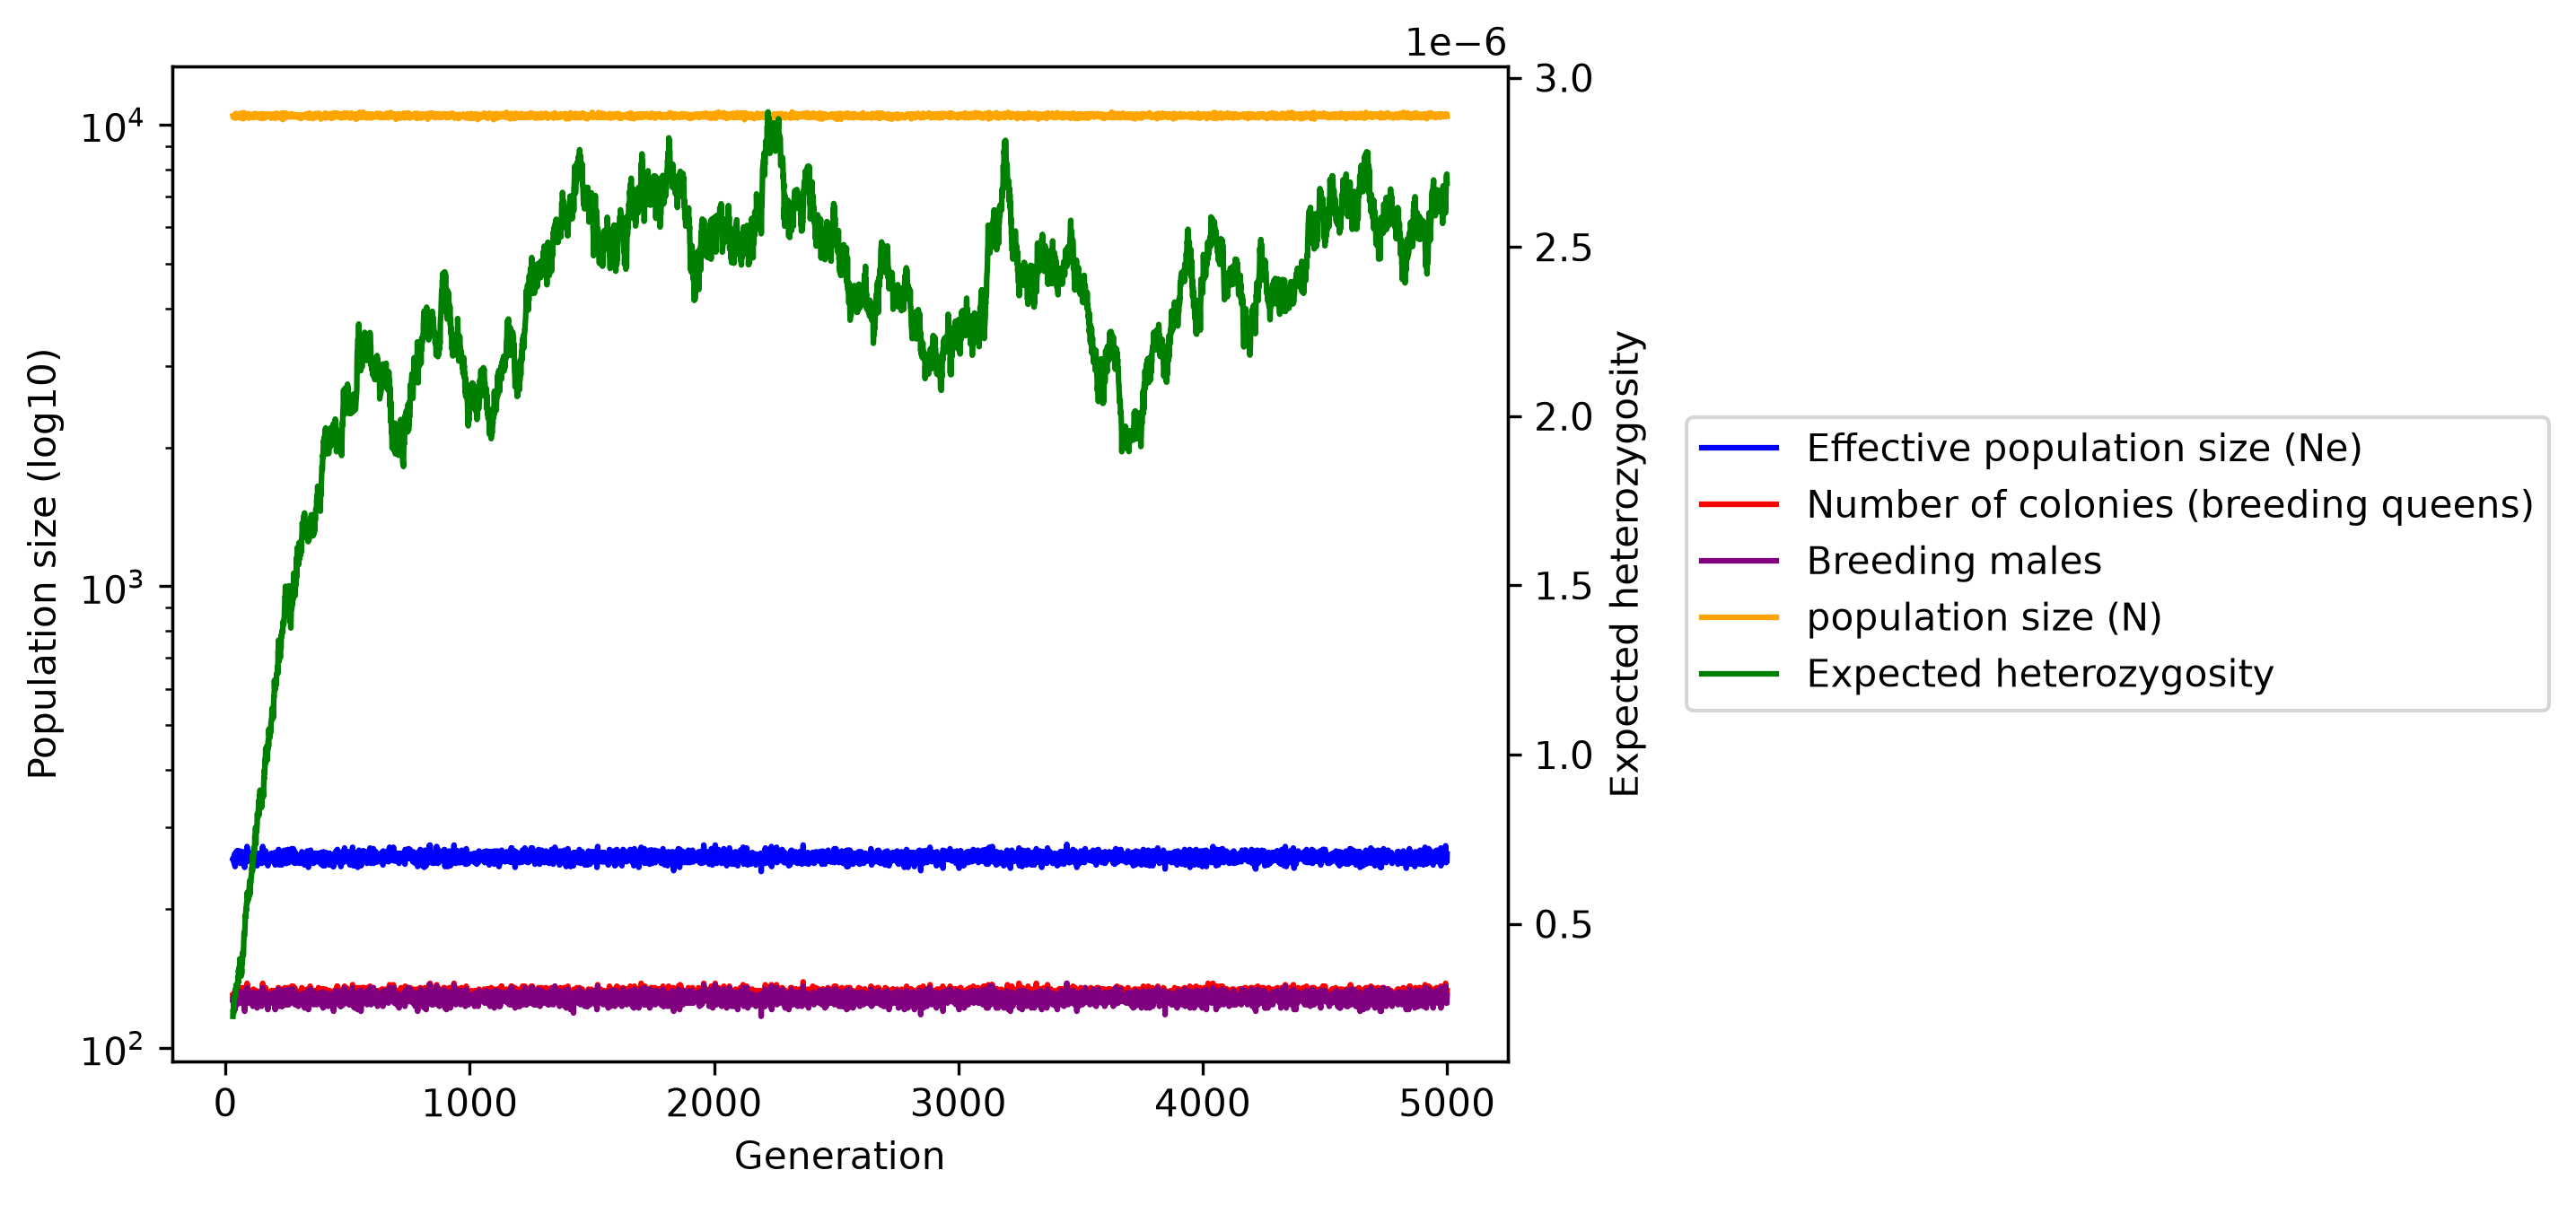 1e−6
10^4
10^3
10^2
Population size (log10)
3.0
2.5
2.0
1.5
1.0
0.5
Expected heterozygosity
0 1000 2000 3000 4000 5000
Generation
Effective population size (Ne)
Number of colonies (breeding queens)
Breeding males
population size (N)
Expected heterozygosity